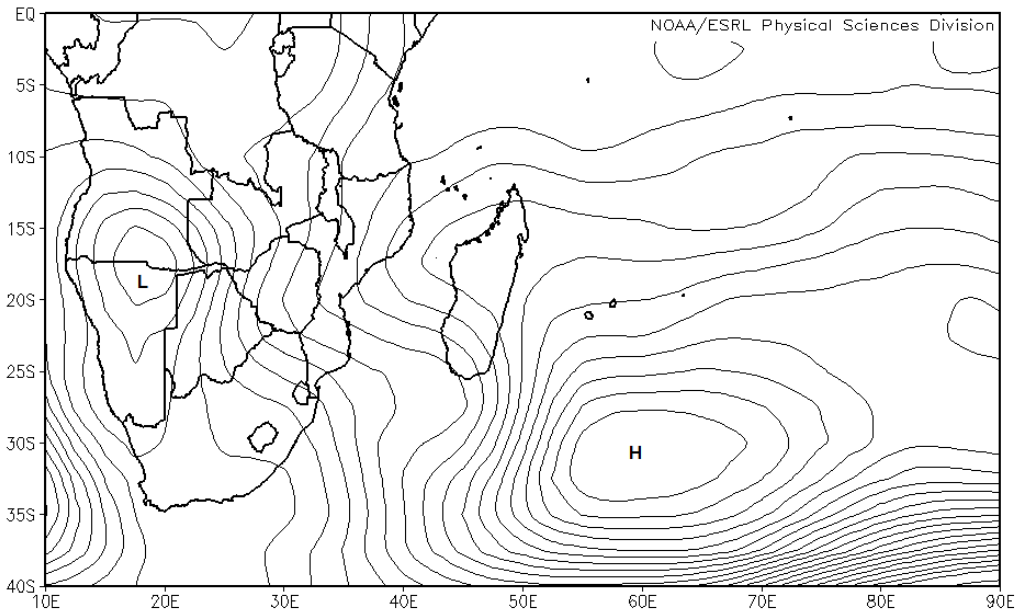 NOAA/ESRL Physical Sciences Division
EQ
5S
10S
15S
20S
25S
30S
35S
40S
L
H
10E 20E 30E 40E 50E 60E 70E 80E 90E